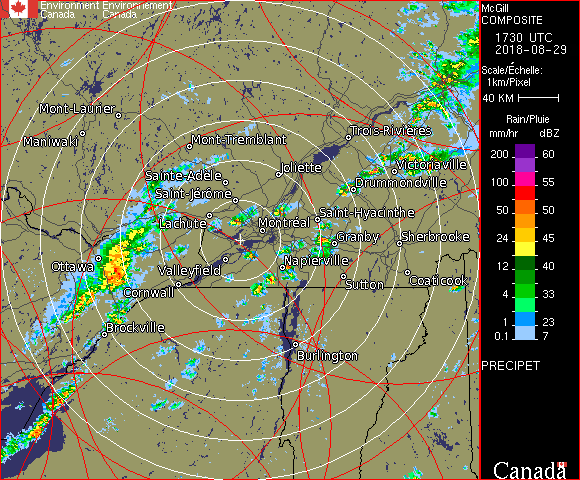 Environment Environnement
Canada Canada
Mont-Laurier
Maniwaki
Mont-Tremblant
Trois-Rivières
Joliette
Victoriaville
Sainte-Adèle
Drummondville
Saint-Jérôme
Saint-Hyacinthe
Lachute
Montréal
Granby
Sherbrooke
Ottawa
Valleyfield
Napierville
Cornwall
Sutton
Coaticook
Brockville
Burlington
McGill
COMPOSITE
1730 UTC
2018-08-29
Scale/Échelle:
1km/Pixel
40 KM
Rain/Pluie
mm/hr dBZ
200 60
100 55
50 50
24 45
12 40
4 33
1 23
0.1 7
PRECIPET
Canada